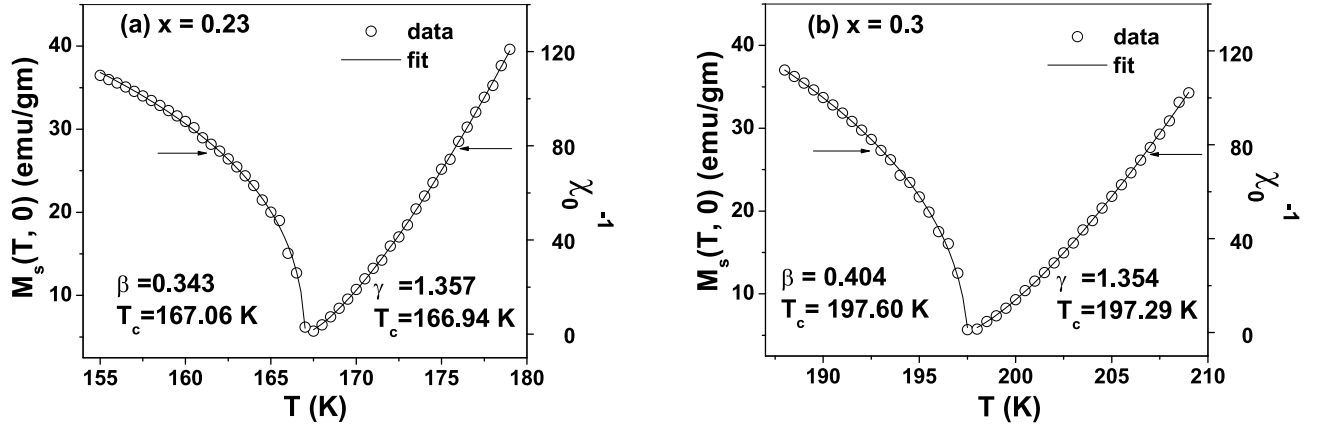 (a) x = 0.23
data
fit
M_s(T, 0) (emu/gm)
40
30
20
10
χ_0^-1
120
80
40
0
β =0.343
T_c=167.06 K
γ =1.357
T_c=166.94 K
155 160 165 170 175 180
T (K)
(b) x = 0.3
data
fit
M_s(T, 0) (emu/gm)
40
30
20
10
χ_0^-1
120
80
40
0
β = 0.404
T_c= 197.60 K
γ =1.354
T_c=197.29 K
190 195 200 205 210
T (K)